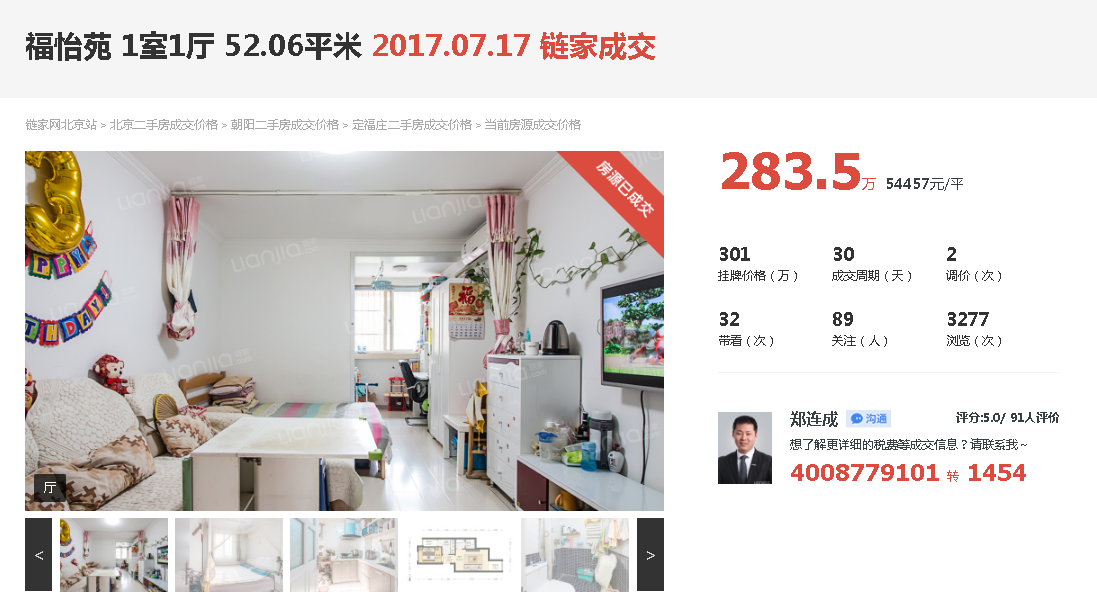 福怡苑 1室1厅 52.06平米 2017.07.17 链家成交
链家网北京站 > 北京二手房成交价格 > 朝阳二手房成交价格 > 定福庄二手房成交价格 > 当前房源成交价格
房源已成交
Lianjia
PPY
THDAY!
福
厅
<
>
283.5万 54457元/平
301 30 2
挂牌价格（万） 成交周期（天） 调价（次）
32 89 3277
带看（次） 关注（人） 浏览（次）
郑连成 沟通 评分:5.0/ 91人评价
想了解更详细的税费等成交信息？请联系我~
4008779101 转 1454